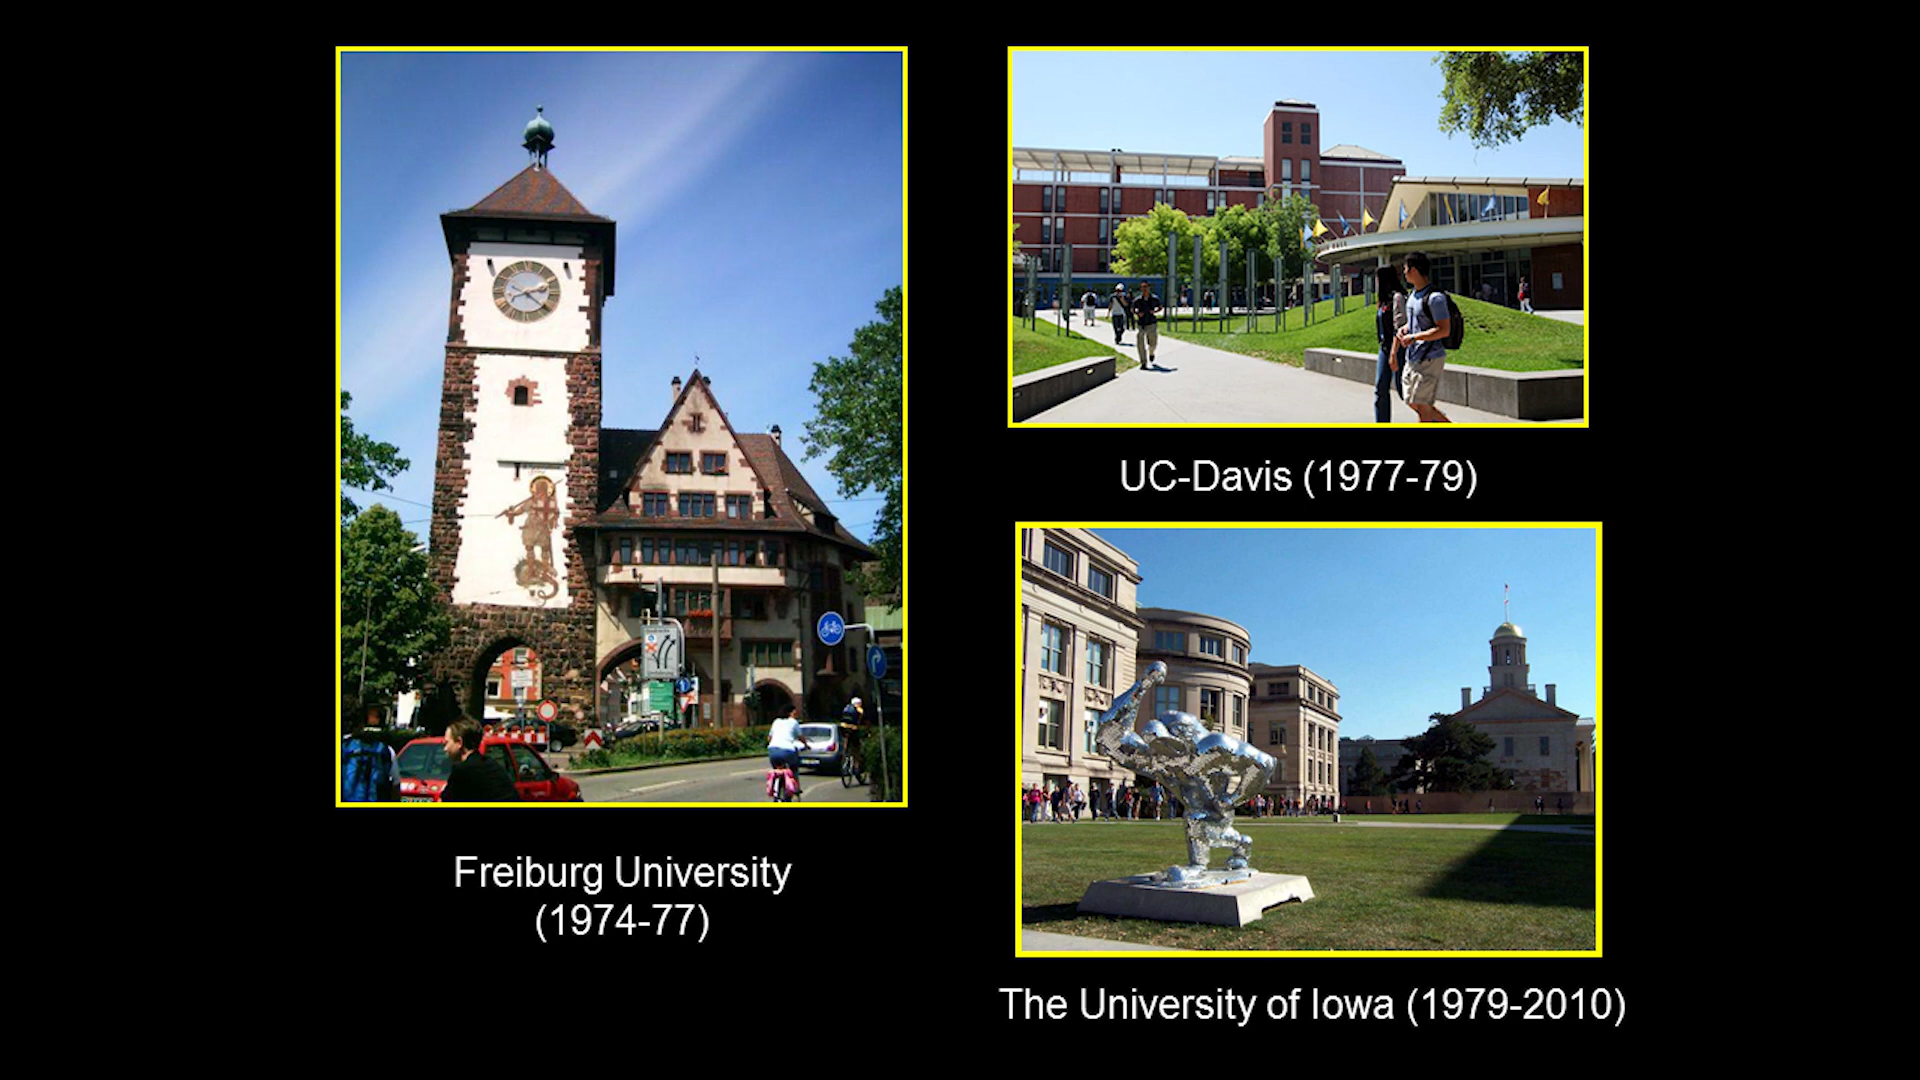 Freiburg University
(1974-77)
UC-Davis (1977-79)
The University of Iowa (1979-2010)